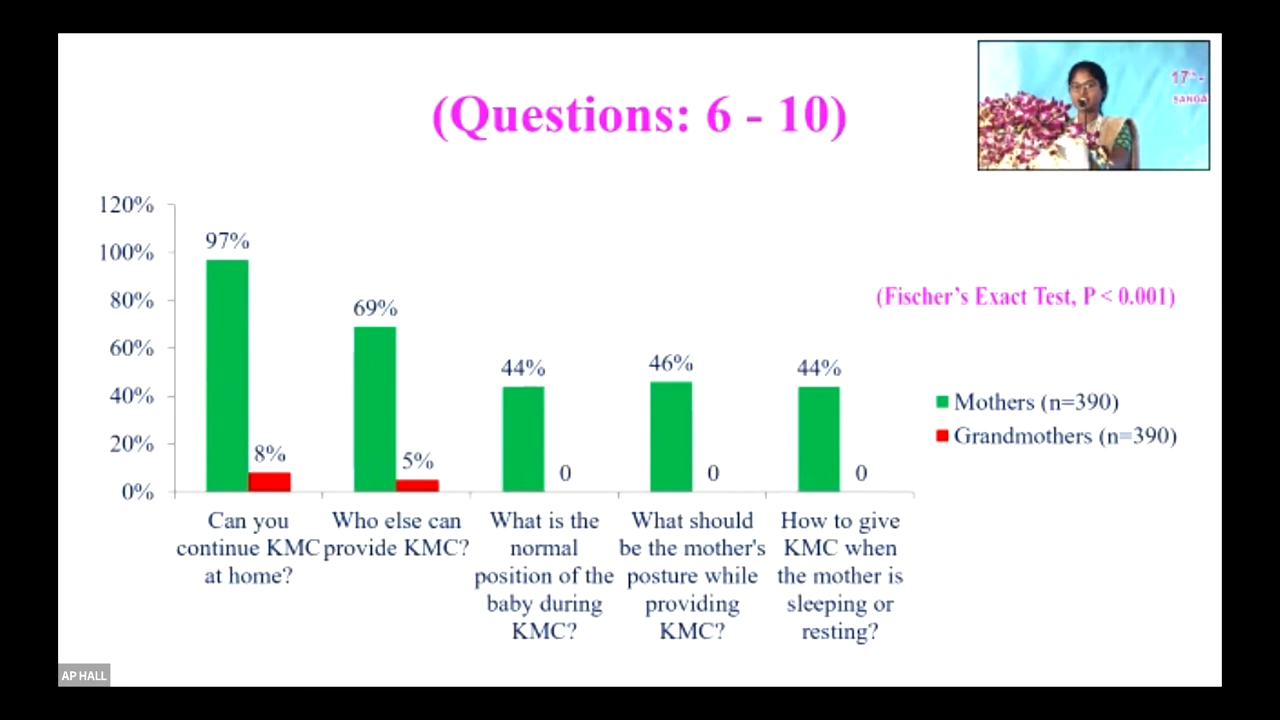 (Questions: 6 - 10)
17th-
SANGA
120%
100%
80%
60%
40%
20%
0%
97%
8%
69%
5%
44%
0
46%
0
44%
0
(Fischer’s Exact Test, P < 0.001)
Mothers (n=390)
Grandmothers (n=390)
Can you
continue KMC
at home?
Who else can
provide KMC?
What is the
normal
position of the
baby during
KMC?
What should
be the mother's
posture while
providing
KMC?
How to give
KMC when
the mother is
sleeping or
resting?
AP HALL